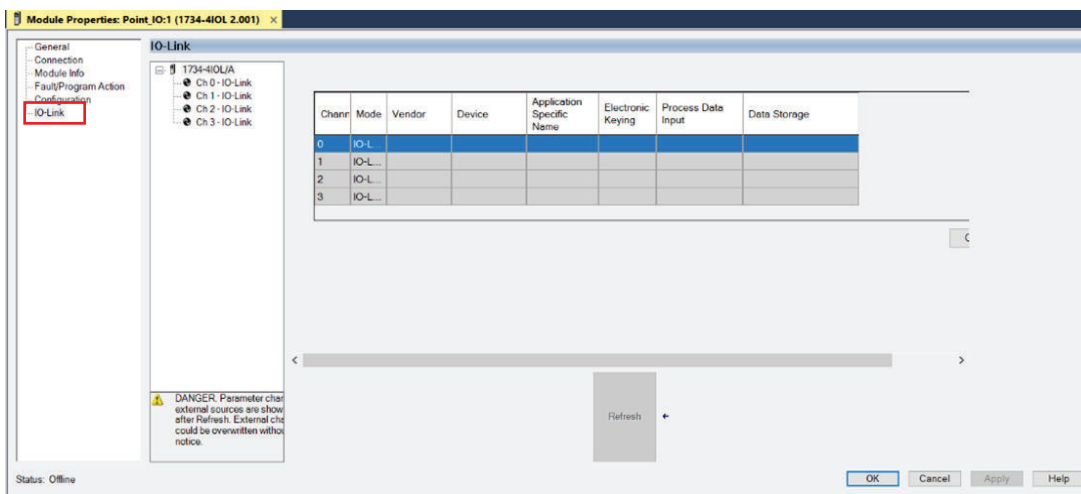 Module Properties: Point_IO:1 (1734-4IOL 2.001) ×
General
Connection
Module Info
Fault/Program Action
Configuration
IO-Link
IO-Link
1734-4IOL/A
Ch 0 - IO-Link
Ch 1 - IO-Link
Ch 2 - IO-Link
Ch 3 - IO-Link
Chann Mode Vendor Device Application Specific Name Electronic Keying Process Data Input Data Storage
0 IO-L...
1 IO-L...
2 IO-L...
3 IO-L...
DANGER. Parameter char
external sources are show
after Refresh. External cha
could be overwritten withou
notice.
Refresh
Status: Offline
OK Cancel Apply Help